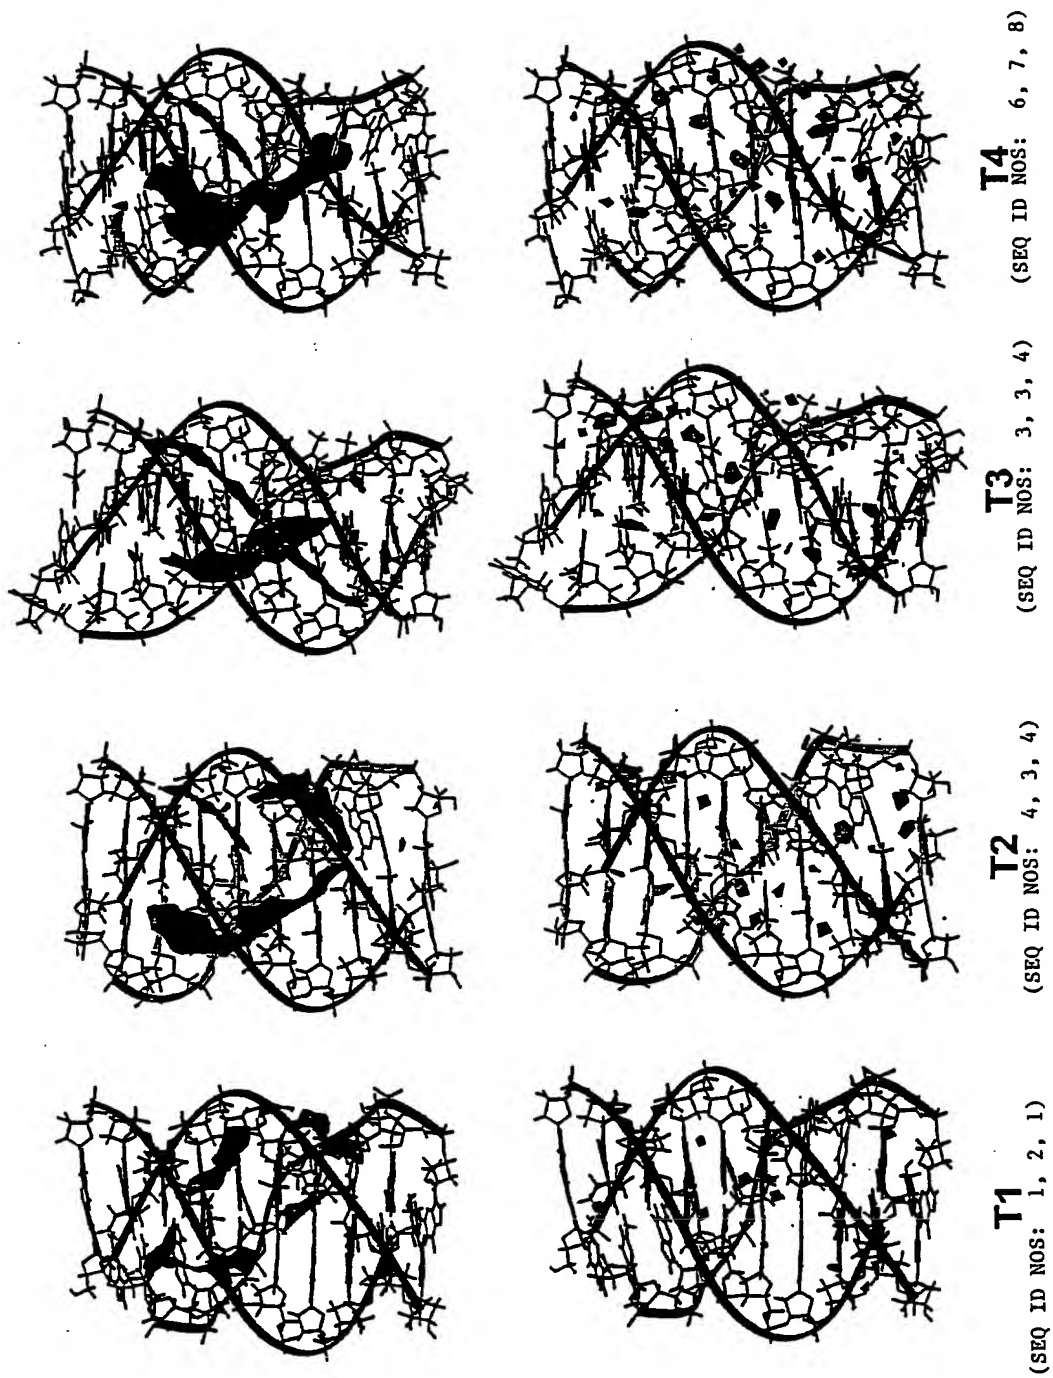 T1
(SEQ ID NOS: 1, 2, 1)
T2
(SEQ ID NOS: 4, 3, 4)
T3
(SEQ ID NOS: 3, 3, 4)
T4
(SEQ ID NOS: 6, 7, 8)